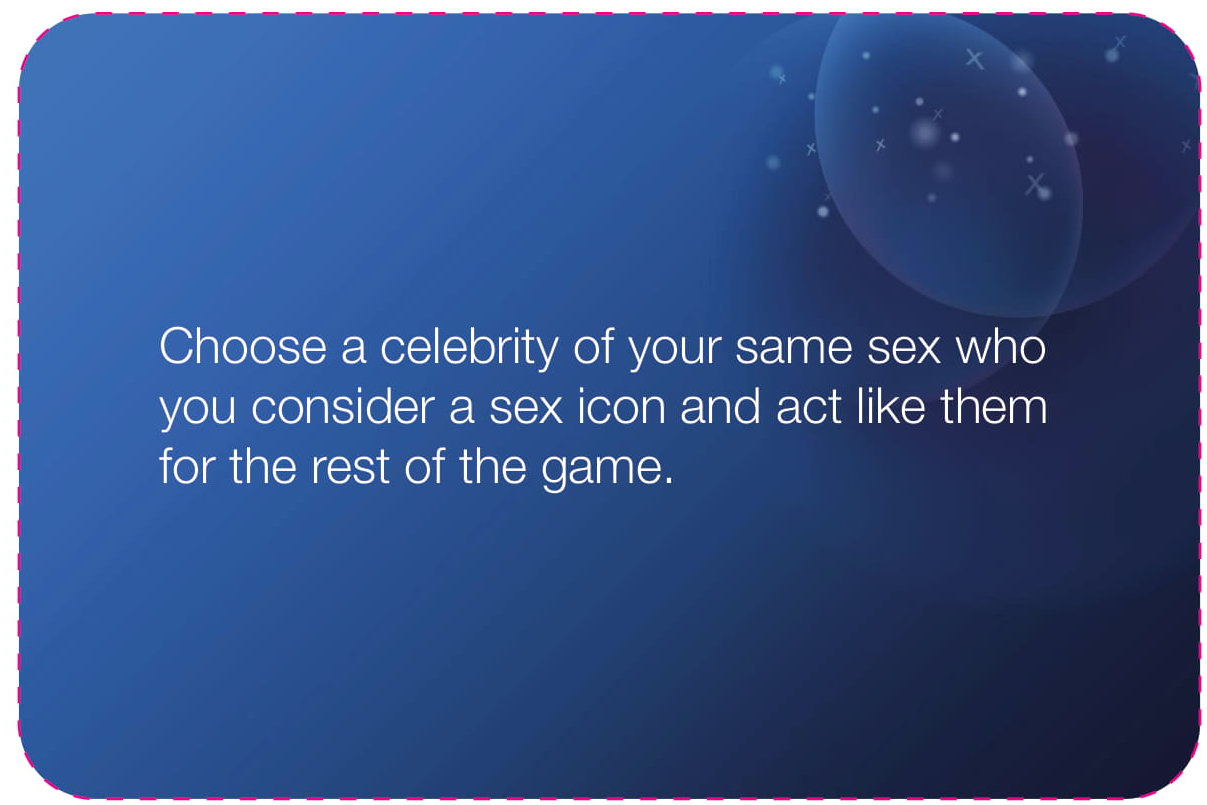 Choose a celebrity of your same sex who
you consider a sex icon and act like them
for the rest of the game.